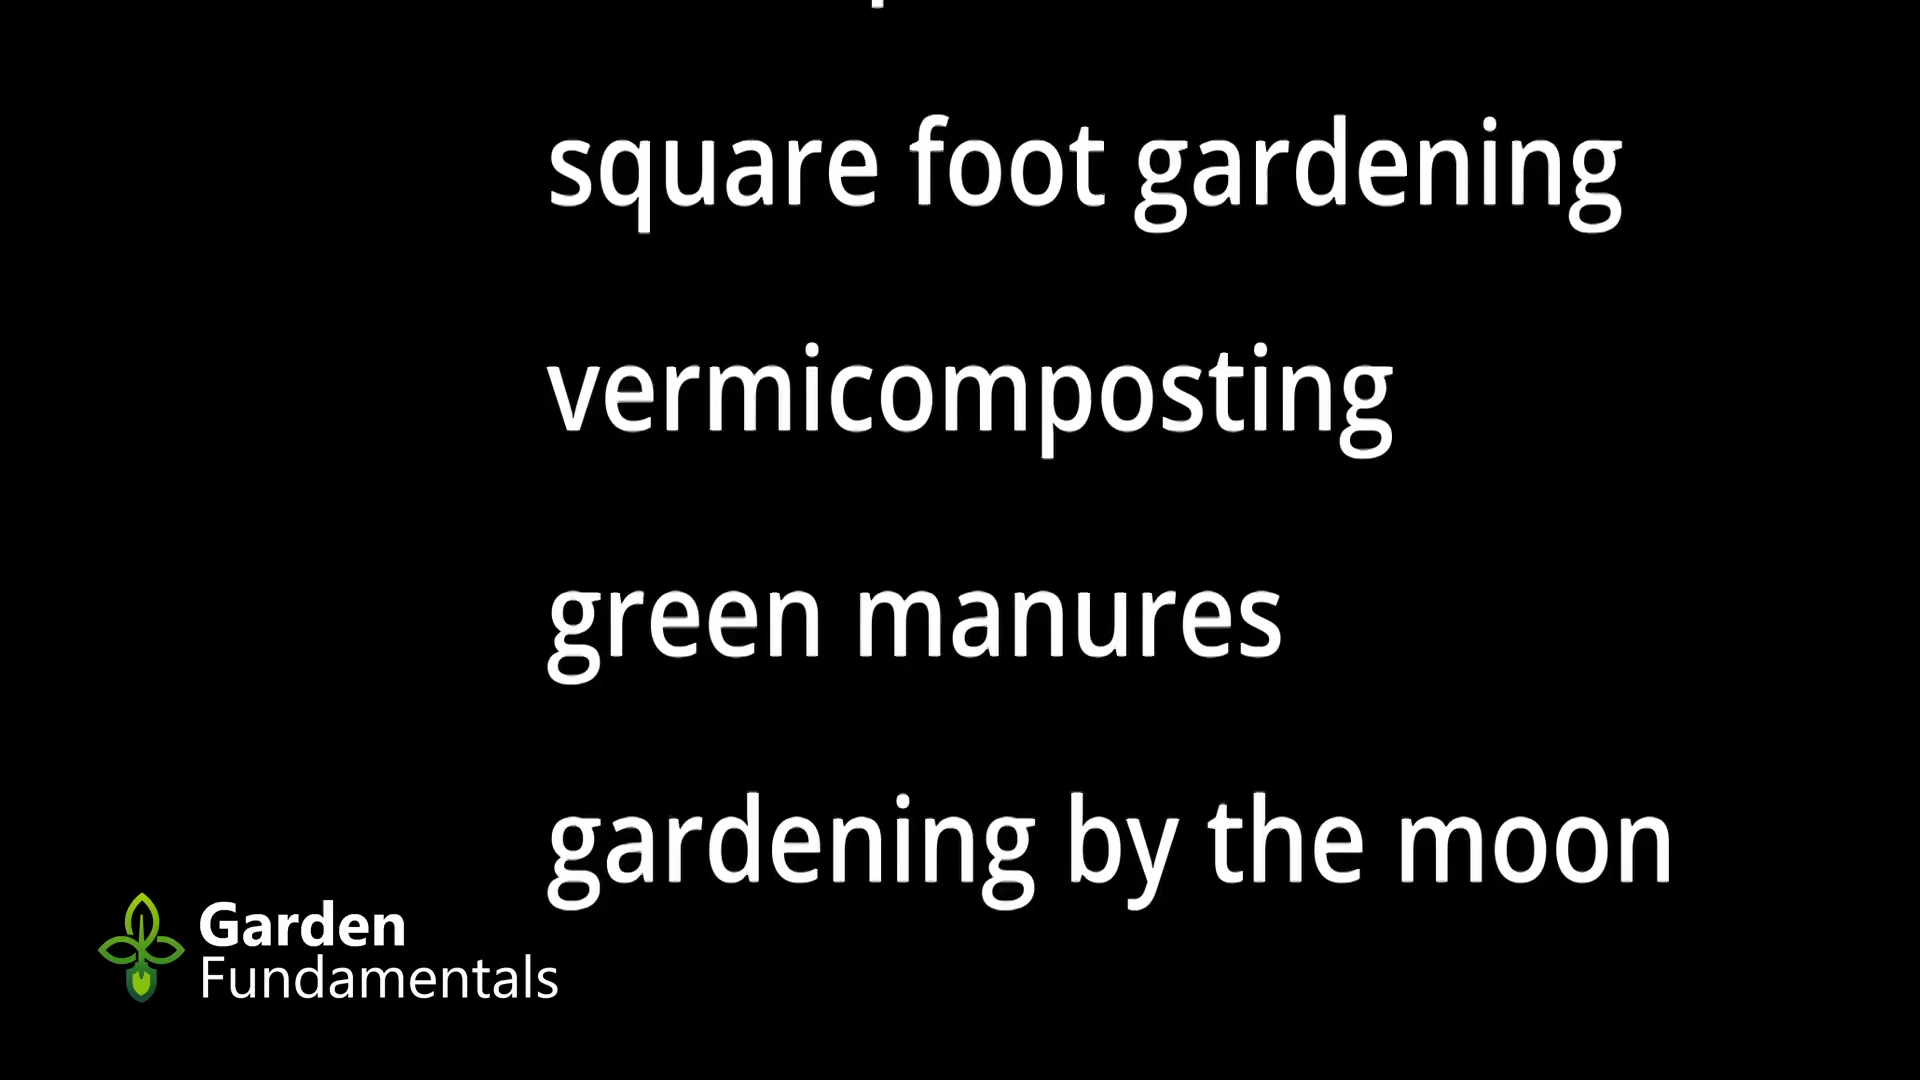 square foot gardening
vermicomposting
green manures
gardening by the moon
Garden
Fundamentals